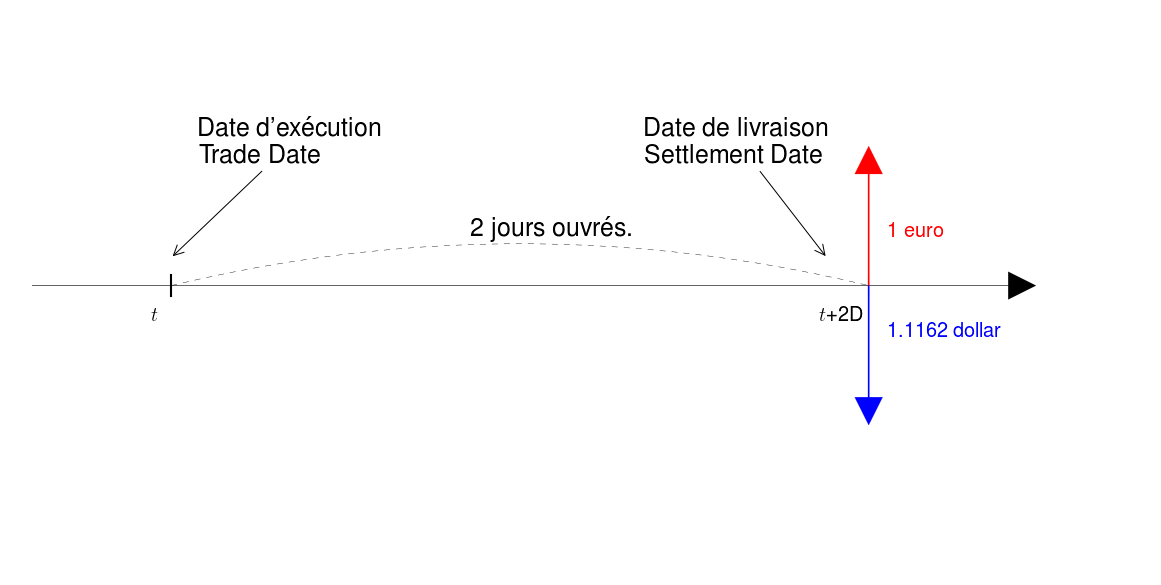 Date d'exécution
Trade Date
Date de livraison
Settlement Date
2 jours ouvrés.
1 euro
t
t+2D
1.1162 dollar